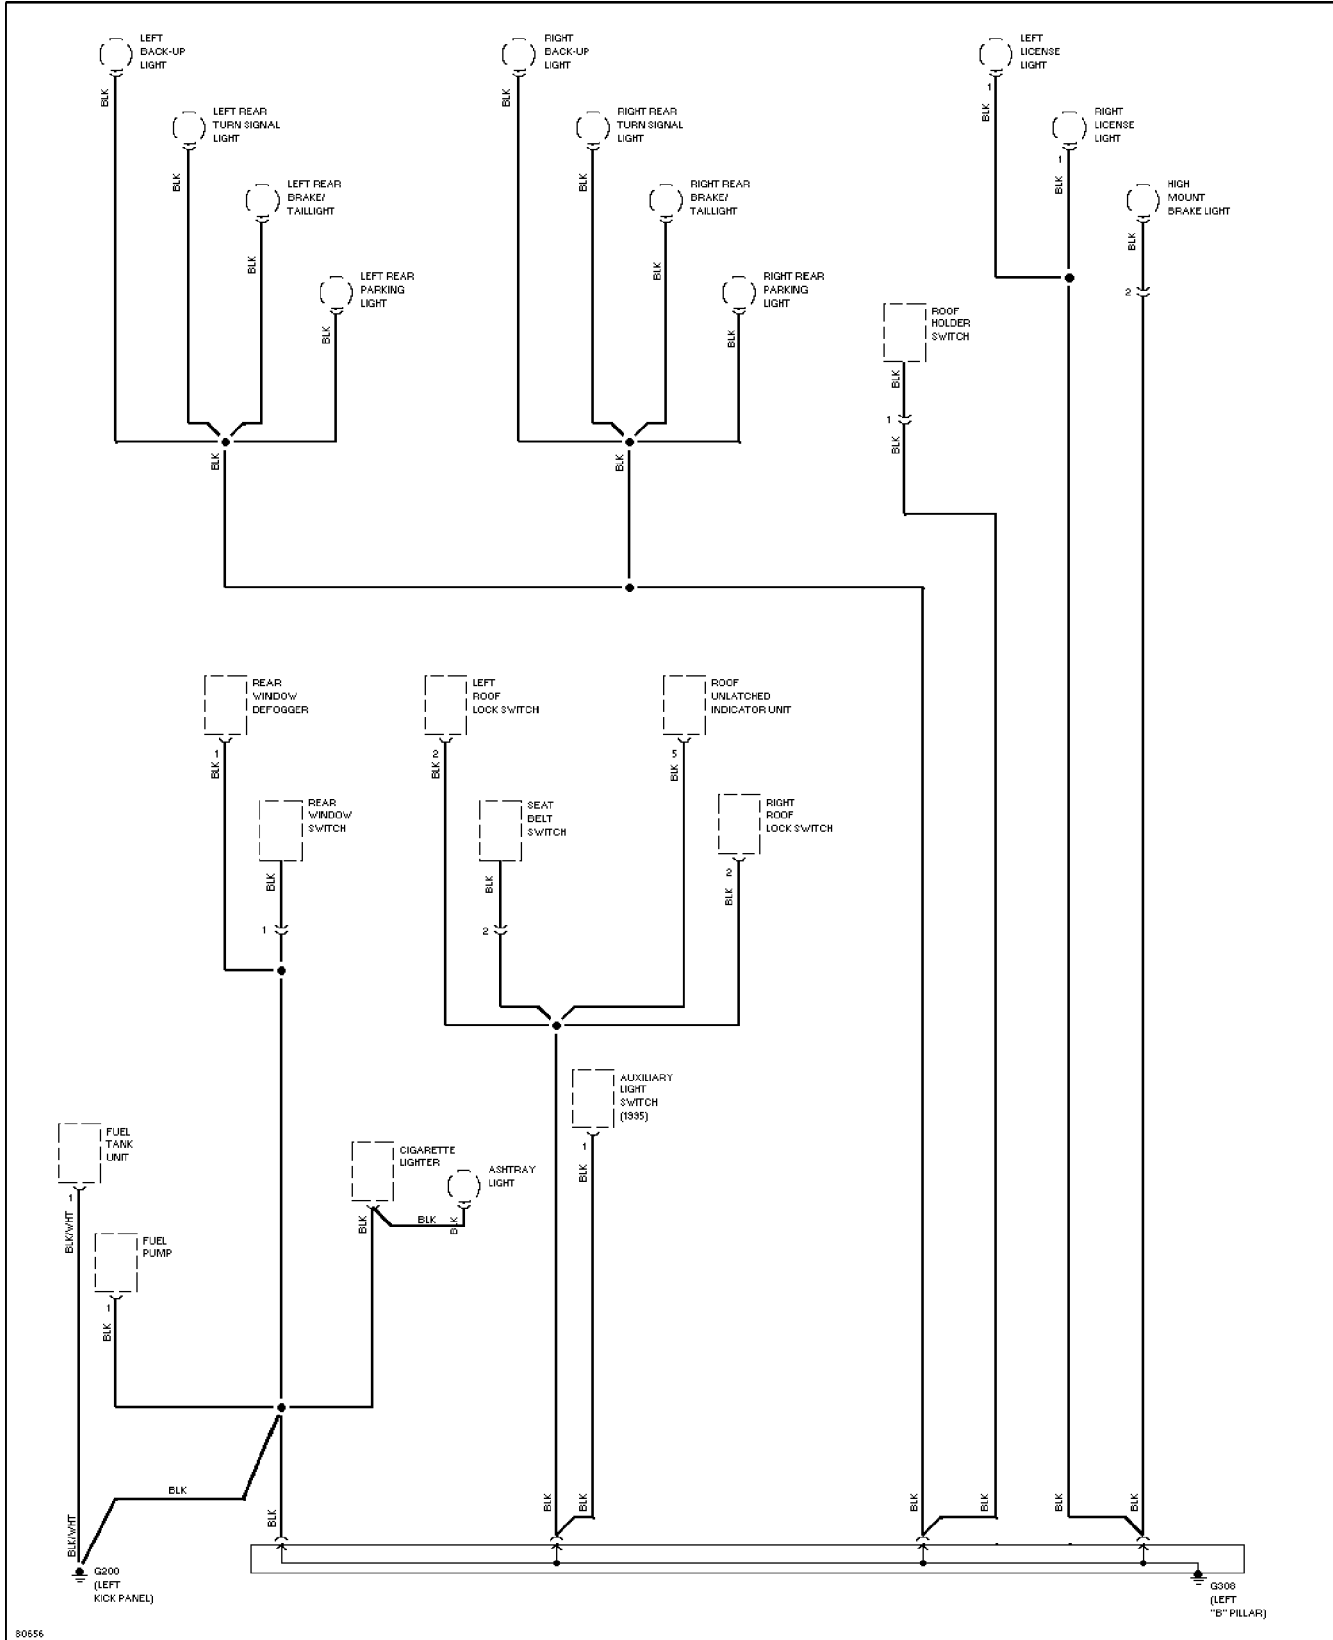 LEFT
BACK-UP
LIGHT
BLK
LEFT REAR
TURN SIGNAL
LIGHT
BLK
LEFT REAR
BRAKE/
TAILLIGHT
BLK
LEFT REAR
PARKING
LIGHT
BLK
BLK
RIGHT
BACK-UP
LIGHT
BLK
RIGHT REAR
TURN SIGNAL
LIGHT
BLK
RIGHT REAR
BRAKE/
TAILLIGHT
BLK
RIGHT REAR
PARKING
LIGHT
BLK
BLK
LEFT
LICENSE
LIGHT
1
BLK
RIGHT
LICENSE
LIGHT
1
BLK
HIGH
MOUNT
BRAKE LIGHT
BLK
2
ROOF
HOLDER
SWITCH
BLK
1
BLK
REAR
WINDOW
DEFOGGER
1
BLK
REAR
WINDOW
SWITCH
BLK
1
LEFT
ROOF
LOCK SWITCH
2
BLK
SEAT
BELT
SWITCH
BLK
2
ROOF
UNLATCHED
INDICATOR UNIT
5
BLK
RIGHT
ROOF
LOCK SWITCH
2
BLK
AUXILIARY
LIGHT
SWITCH
(1995)
1
BLK
FUEL
TANK
UNIT
1
BLK/WHT
FUEL
PUMP
1
BLK
CIGARETTE
LIGHTER
BLK
ASHTRAY
LIGHT
BLK
BLK
BLK
BLK/WHT
BLK
BLK
BLK
BLK
BLK
BLK
BLK
G200
(LEFT
KICK PANEL)
G308
(LEFT
"B" PILLAR)
80656